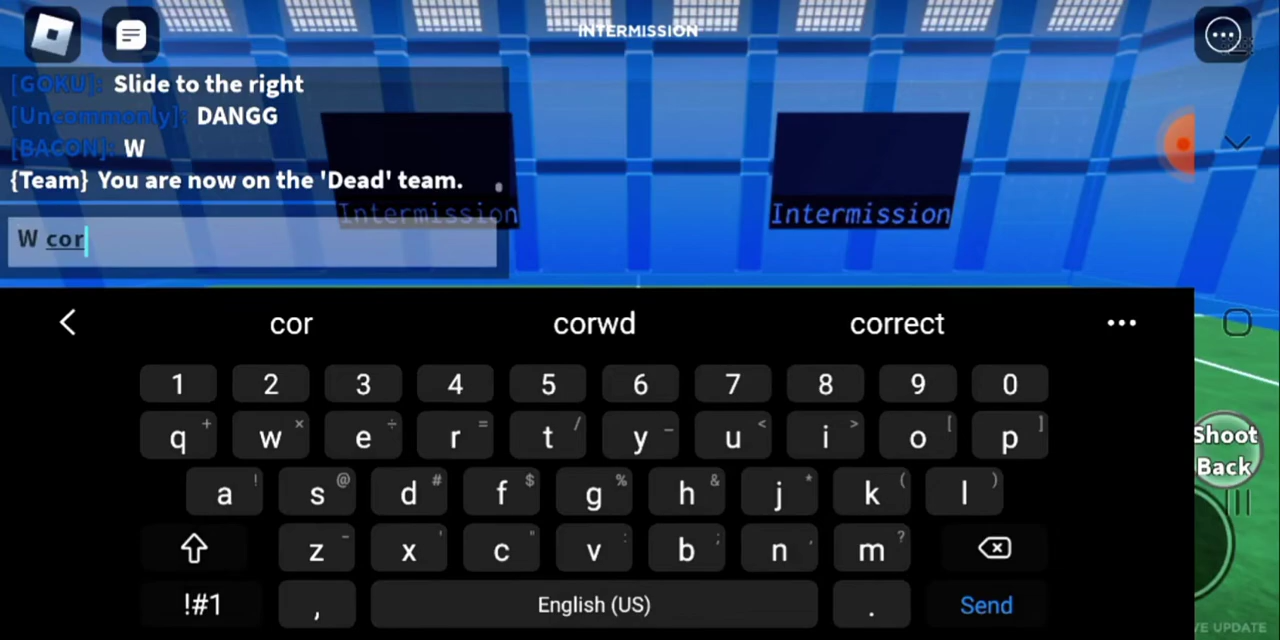 INTERMISSION
[GOKU]: Slide to the right
[Uncommonly]: DANGG
[BACON]: W
{Team} You are now on the 'Dead' team.
Intermission
Intermission
W cor
cor corwd correct
1 2 3 4 5 6 7 8 9 0
q + w × e ÷ r = t / y _ u < i > o [ p ]
a ! s @ d # f $ g % h & j * k ( l )
z - x ' c " v : b ; n , m ?
!#1 , English (US) . Send
Shoot
Back
VE UPDATE